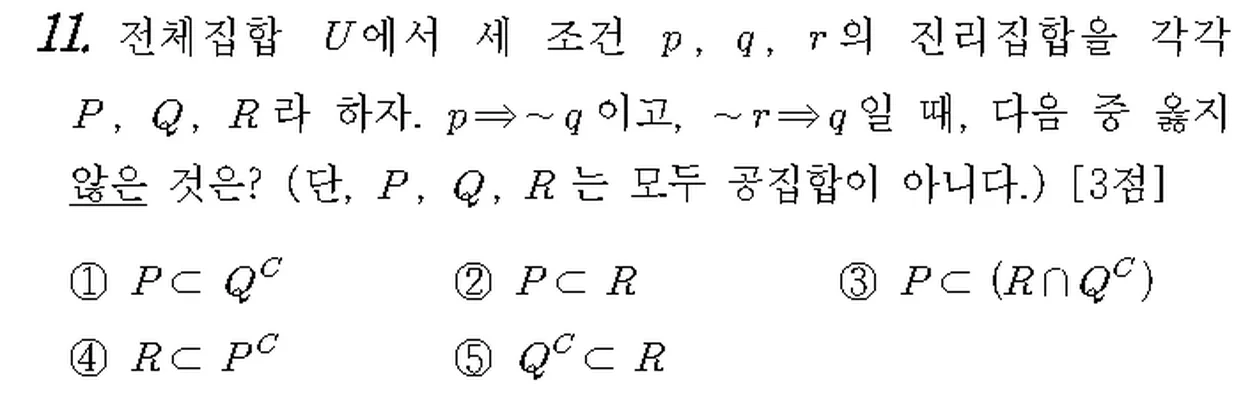 11. 전체집합 U에서 세 조건 p, q, r의 진리집합을 각각
P, Q, R라 하자. p⇒~q이고, ~r⇒q일 때, 다음 중 옳지
않은 것은? (단, P, Q, R는 모두 공집합이 아니다.) [3점]
① P⊂Q^C ② P⊂R ③ P⊂(R∩Q^C)
④ R⊂P^C ⑤ Q^C⊂R